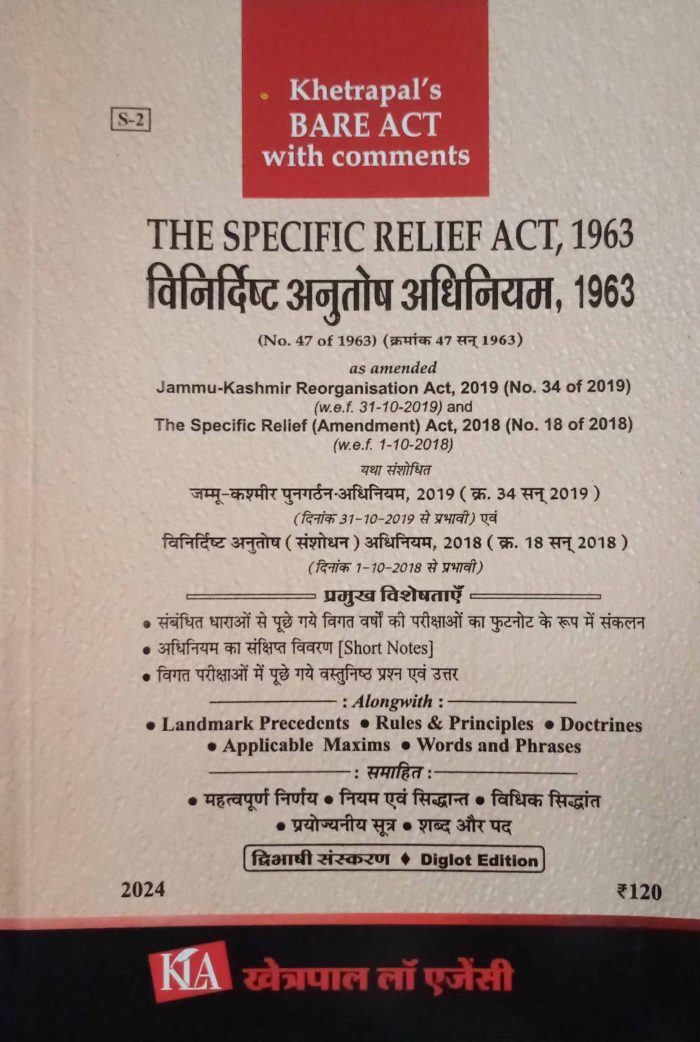 Khetrapal's
BARE ACT
with comments
S-2
THE SPECIFIC RELIEF ACT, 1963
विनिर्दिष्ट अनुतोष अधिनियम, 1963
(No. 47 of 1963) (क्रमांक 47 सन् 1963)
as amended
Jammu-Kashmir Reorganisation Act, 2019 (No. 34 of 2019)
(w.e.f. 31-10-2019) and
The Specific Relief (Amendment) Act, 2018 (No. 18 of 2018)
(w.e.f. 1-10-2018)
यथा संशोधित
जम्मू-कश्मीर पुनगर्ठन-अधिनियम, 2019 ( क्र. 34 सन् 2019 )
(दिनांक 31-10-2019 से प्रभावी) एवं
विनिर्दिष्ट अनुतोष ( संशोधन ) अधिनियम, 2018 ( क्र. 18 सन् 2018 )
(दिनांक 1-10-2018 से प्रभावी)
प्रमुख विशेषताएँ
• संबंधित धाराओं से पूछे गये विगत वर्षों की परीक्षाओं का फुटनोट के रूप में संकलन
• अधिनियम का संक्षिप्त विवरण [Short Notes]
• विगत परीक्षाओं में पूछे गये वस्तुनिष्ठ प्रश्न एवं उत्तर
: Alongwith :
• Landmark Precedents • Rules & Principles • Doctrines
• Applicable Maxims • Words and Phrases
: समाहित :
• महत्वपूर्ण निर्णय • नियम एवं सिद्धान्त • विधिक सिद्धांत
• प्रयोज्यनीय सूत्र • शब्द और पद
द्विभाषी संस्करण ♦ Diglot Edition
2024 ₹120
KLA खेत्रपाल लॉ एजेंसी